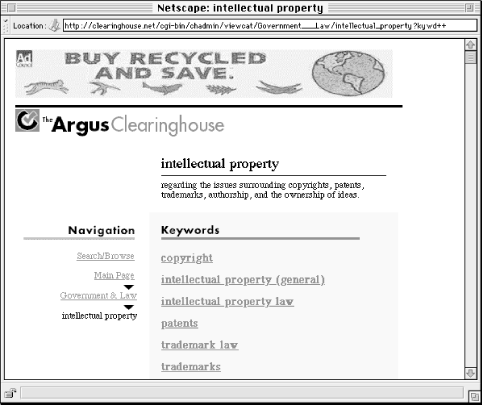 Netscape: intellectual property
Location: http://clearinghouse.net/cgi-bin/chadmin/viewcat/Government___Law/intellectual_property?kywd++
Ad
COUNCIL
BUY RECYCLED
AND SAVE.
The Argus Clearinghouse
intellectual property
regarding the issues surrounding copyrights, patents,
trademarks, authorship, and the ownership of ideas.
Navigation
Search/Browse
Main Page
Government & Law
intellectual property
Keywords
copyright
intellectual property (general)
intellectual property law
patents
trademark law
trademarks